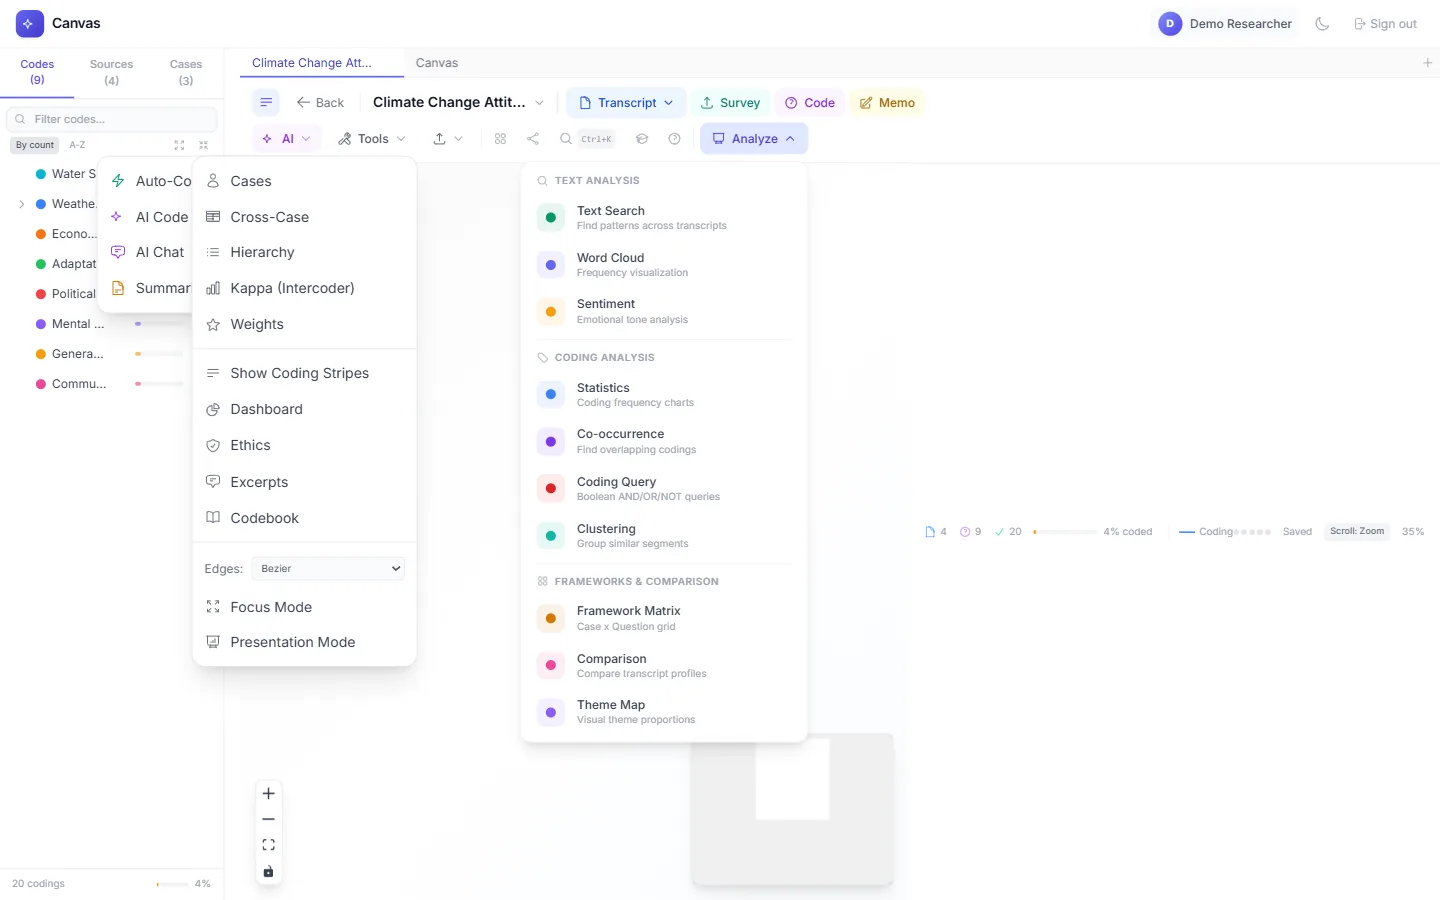 Canvas
D
Demo Researcher
Sign out
Codes
(9)
Sources
(4)
Cases
(3)
Climate Change Att...
Canvas
Back
Climate Change Attit...
Transcript
Survey
Code
Memo
Filter codes...
By count
A-Z
AI
Tools
Ctrl+K
Analyze
Water S
Weathe
Econo...
Adaptat
Political
Mental ...
Genera...
Commu...
Auto-Co
AI Code
AI Chat
Summar
Cases
Cross-Case
Hierarchy
Kappa (Intercoder)
Weights
Show Coding Stripes
Dashboard
Ethics
Excerpts
Codebook
Edges:
Bezier
Focus Mode
Presentation Mode
TEXT ANALYSIS
Text Search
Find patterns across transcripts
Word Cloud
Frequency visualization
Sentiment
Emotional tone analysis
CODING ANALYSIS
Statistics
Coding frequency charts
Co-occurrence
Find overlapping codings
Coding Query
Boolean AND/OR/NOT queries
Clustering
Group similar segments
FRAMEWORKS & COMPARISON
Framework Matrix
Case x Question grid
Comparison
Compare transcript profiles
Theme Map
Visual theme proportions
4
9
20
4% coded
Coding
Saved
Scroll: Zoom
35%
20 codings
4%